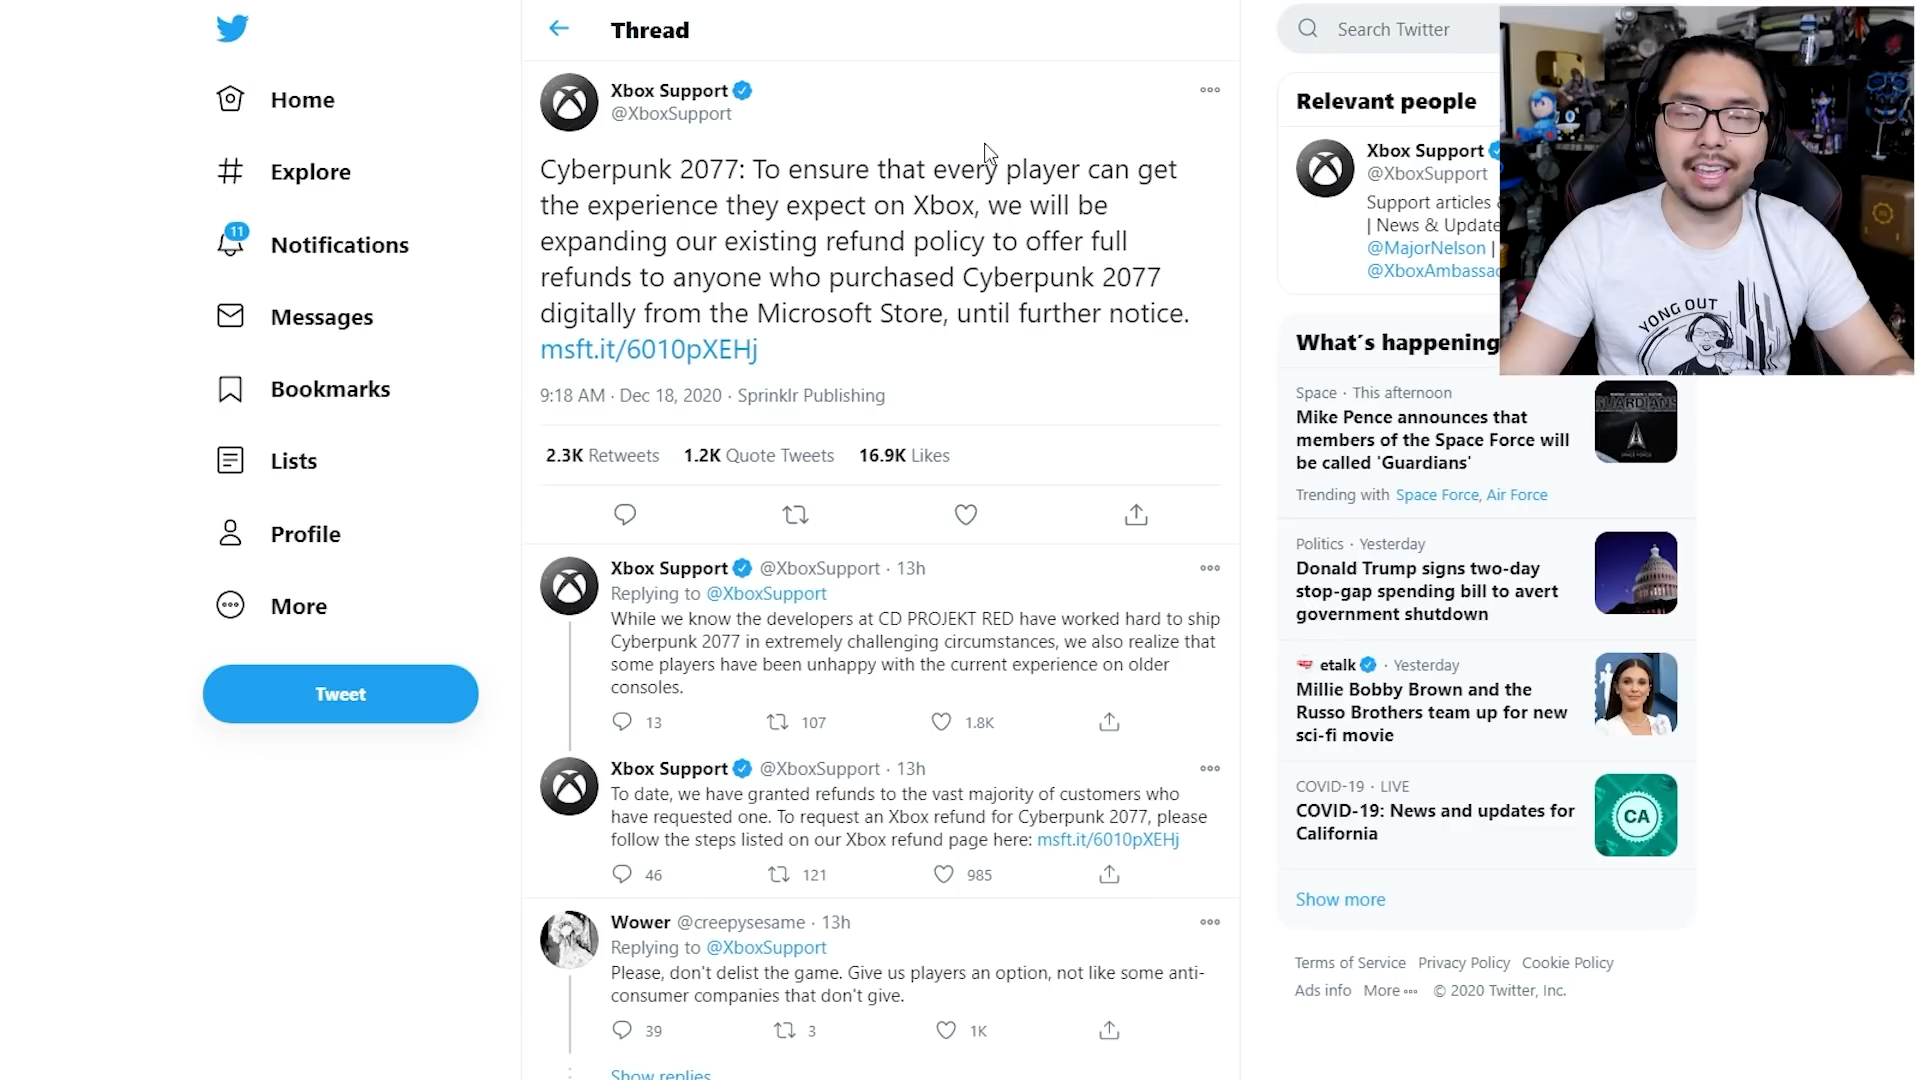 Home
Explore
11
Notifications
Messages
Bookmarks
Lists
Profile
More
Tweet
Thread
Xbox Support
@XboxSupport
Cyberpunk 2077: To ensure that every player can get
the experience they expect on Xbox, we will be
expanding our existing refund policy to offer full
refunds to anyone who purchased Cyberpunk 2077
digitally from the Microsoft Store, until further notice.
msft.it/6010pXEHj
9:18 AM · Dec 18, 2020 · Sprinklr Publishing
2.3K Retweets 1.2K Quote Tweets 16.9K Likes
Xbox Support @XboxSupport · 13h
Replying to @XboxSupport
While we know the developers at CD PROJEKT RED have worked hard to ship
Cyberpunk 2077 in extremely challenging circumstances, we also realize that
some players have been unhappy with the current experience on older
consoles.
13 107 1.8K
Xbox Support @XboxSupport · 13h
To date, we have granted refunds to the vast majority of customers who
have requested one. To request an Xbox refund for Cyberpunk 2077, please
follow the steps listed on our Xbox refund page here: msft.it/6010pXEHj
46 121 985
Wower @creepysesame · 13h
Replying to @XboxSupport
Please, don't delist the game. Give us players an option, not like some anti-
consumer companies that don't give.
39 3 1K
Show replies
Search Twitter
Relevant people
Xbox Support
@XboxSupport
Support articles
| News & Update
@MajorNelson |
@XboxAmbassac
YONG OUT
What's happening
Space · This afternoon
Mike Pence announces that
members of the Space Force will
be called 'Guardians'
Trending with Space Force, Air Force
GUARDIANS
SPACE FORCE
Politics · Yesterday
Donald Trump signs two-day
stop-gap spending bill to avert
government shutdown
etalk · Yesterday
Millie Bobby Brown and the
Russo Brothers team up for new
sci-fi movie
COVID-19 · LIVE
COVID-19: News and updates for
California
CA
Show more
Terms of Service Privacy Policy Cookie Policy
Ads info More © 2020 Twitter, Inc.